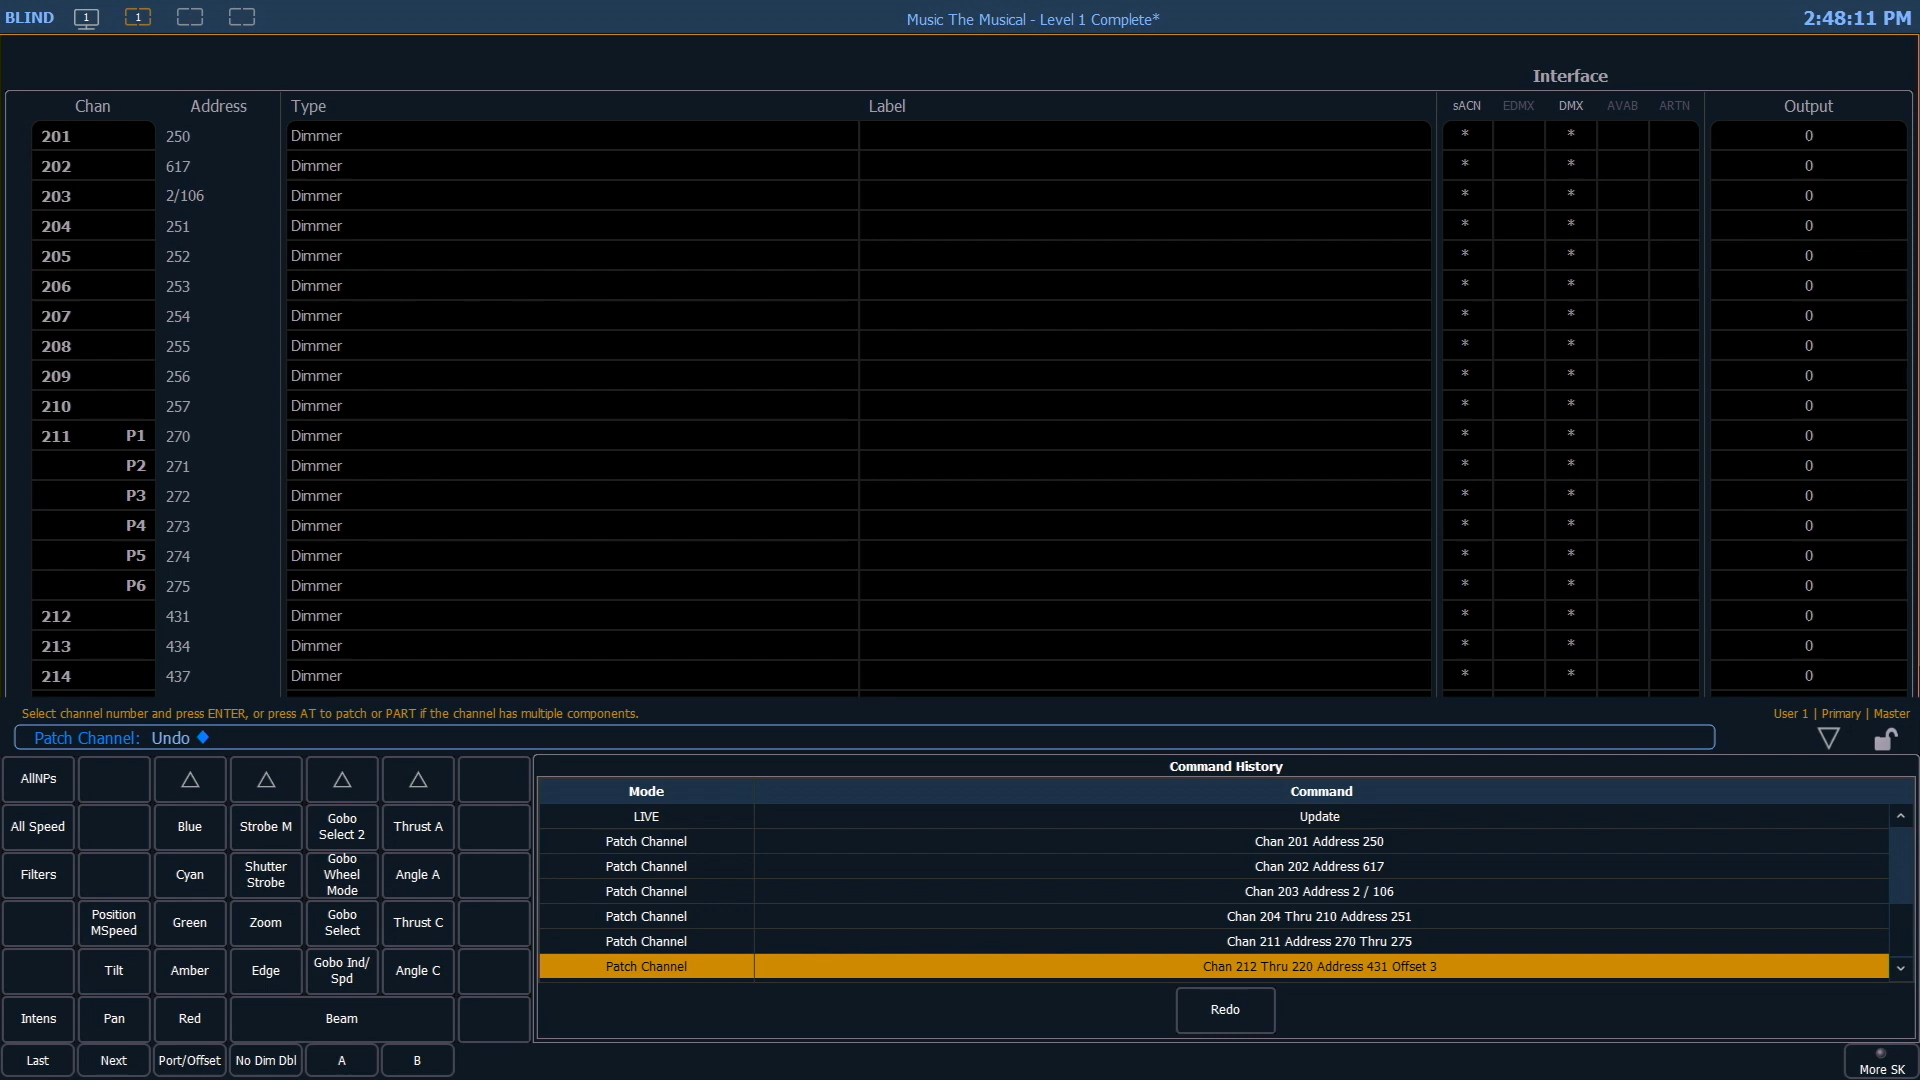 BLIND 1 1 Music The Musical - Level 1 Complete* 2:48:11 PM
Interface
Chan Address Type Label sACN EDMX DMX AVAB ARTN Output
201 250 Dimmer * * 0
202 617 Dimmer * * 0
203 2/106 Dimmer * * 0
204 251 Dimmer * * 0
205 252 Dimmer * * 0
206 253 Dimmer * * 0
207 254 Dimmer * * 0
208 255 Dimmer * * 0
209 256 Dimmer * * 0
210 257 Dimmer * * 0
211 P1 270 Dimmer * * 0
P2 271 Dimmer * * 0
P3 272 Dimmer * * 0
P4 273 Dimmer * * 0
P5 274 Dimmer * * 0
P6 275 Dimmer * * 0
212 431 Dimmer * * 0
213 434 Dimmer * * 0
214 437 Dimmer * * 0
Select channel number and press ENTER, or press AT to patch or PART if the channel has multiple components. User 1 | Primary | Master
Patch Channel: Undo
AllNPs
All Speed Blue Strobe M Gobo Select 2 Thrust A
Filters Cyan Shutter Strobe Gobo Wheel Mode Angle A
Position MSpeed Green Zoom Gobo Select Thrust C
Tilt Amber Edge Gobo Ind/ Spd Angle C
Intens Pan Red Beam
Last Next Port/Offset No Dim Dbl A B
Command History
Mode Command
LIVE Update
Patch Channel Chan 201 Address 250
Patch Channel Chan 202 Address 617
Patch Channel Chan 203 Address 2 / 106
Patch Channel Chan 204 Thru 210 Address 251
Patch Channel Chan 211 Address 270 Thru 275
Patch Channel Chan 212 Thru 220 Address 431 Offset 3
Redo
More SK